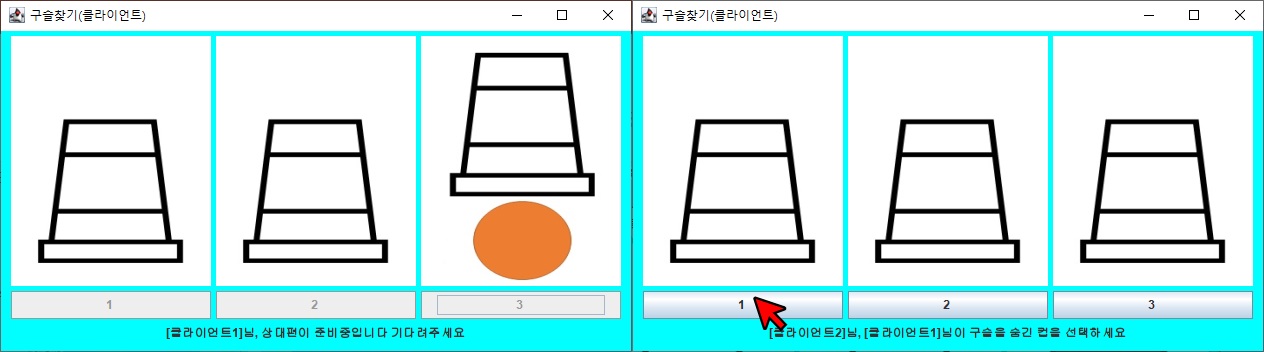 구슬찾기(클라이언트)
1 2 3
[클라이언트1]님, 상대편이 준비중입니다 기다려주세요
구슬찾기(클라이언트)
1 2 3
[클라이언트2]님, [클라이언트1]님이 구슬을 숨긴 컵을 선택하세요